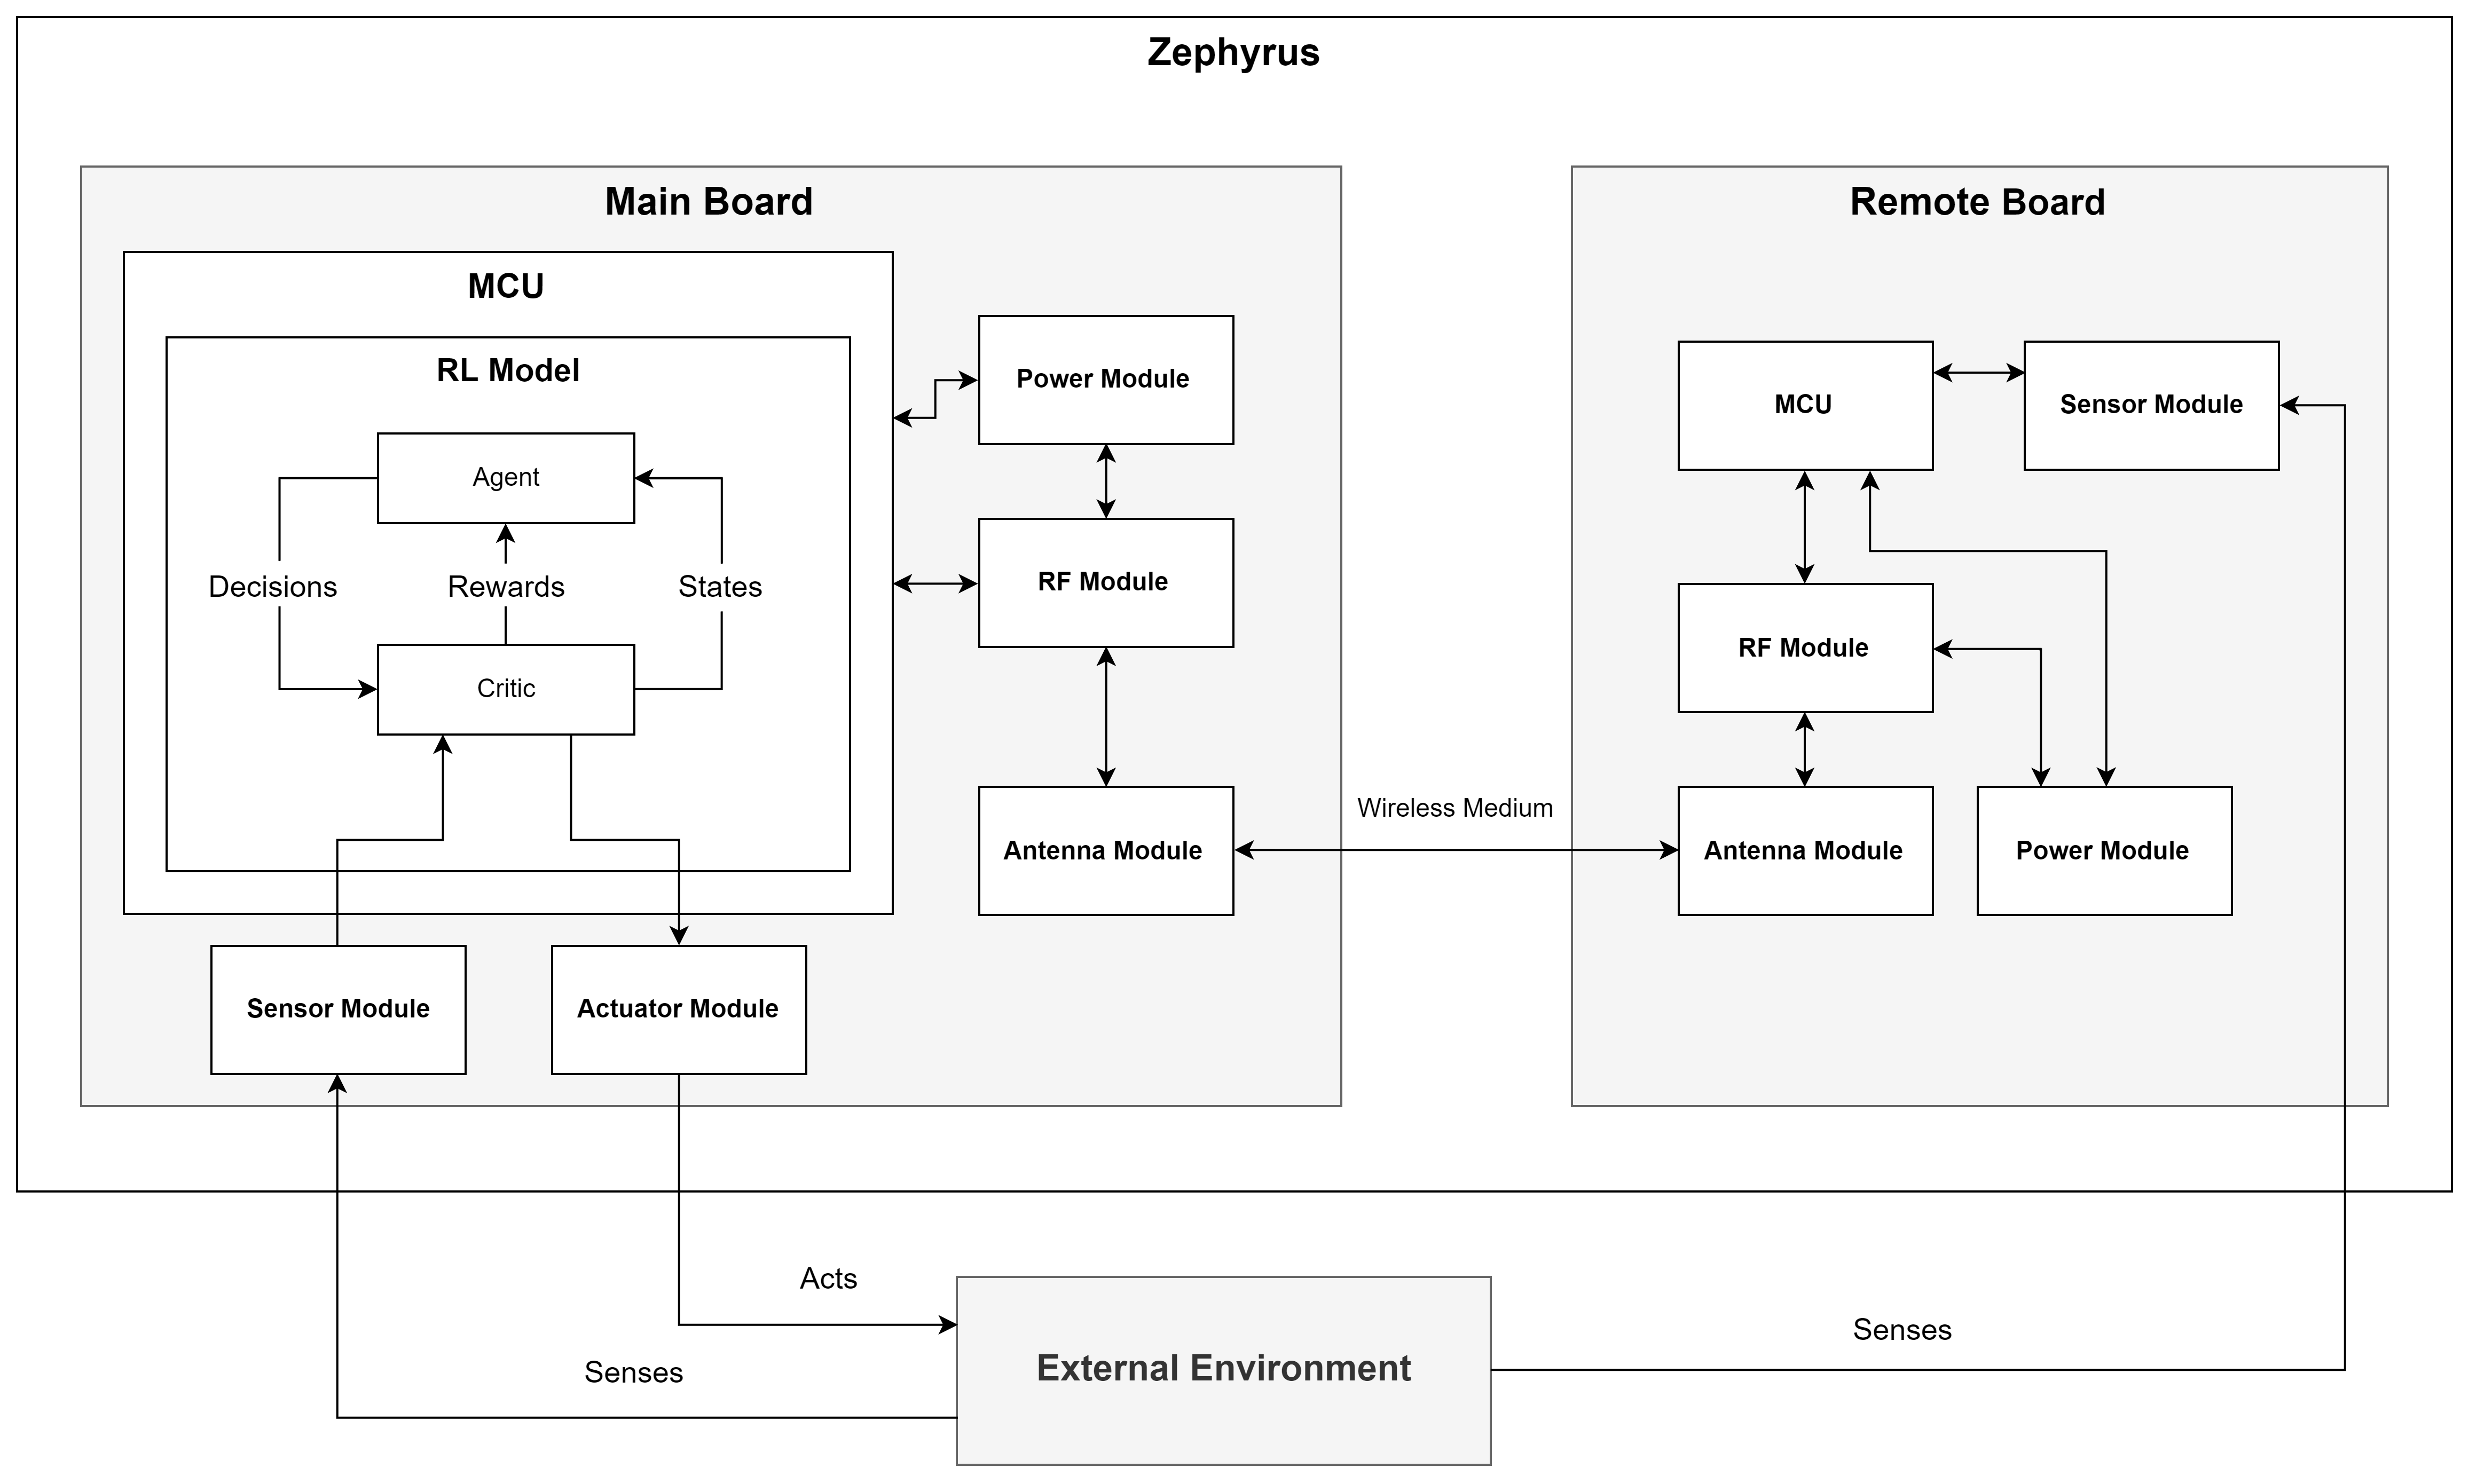 Zephyrus
Main Board
MCU
RL Model
Agent
Decisions
Rewards
States
Critic
Sensor Module
Actuator Module
Power Module
RF Module
Antenna Module
Wireless Medium
Remote Board
MCU
Sensor Module
RF Module
Antenna Module
Power Module
Acts
Senses
External Environment
Senses